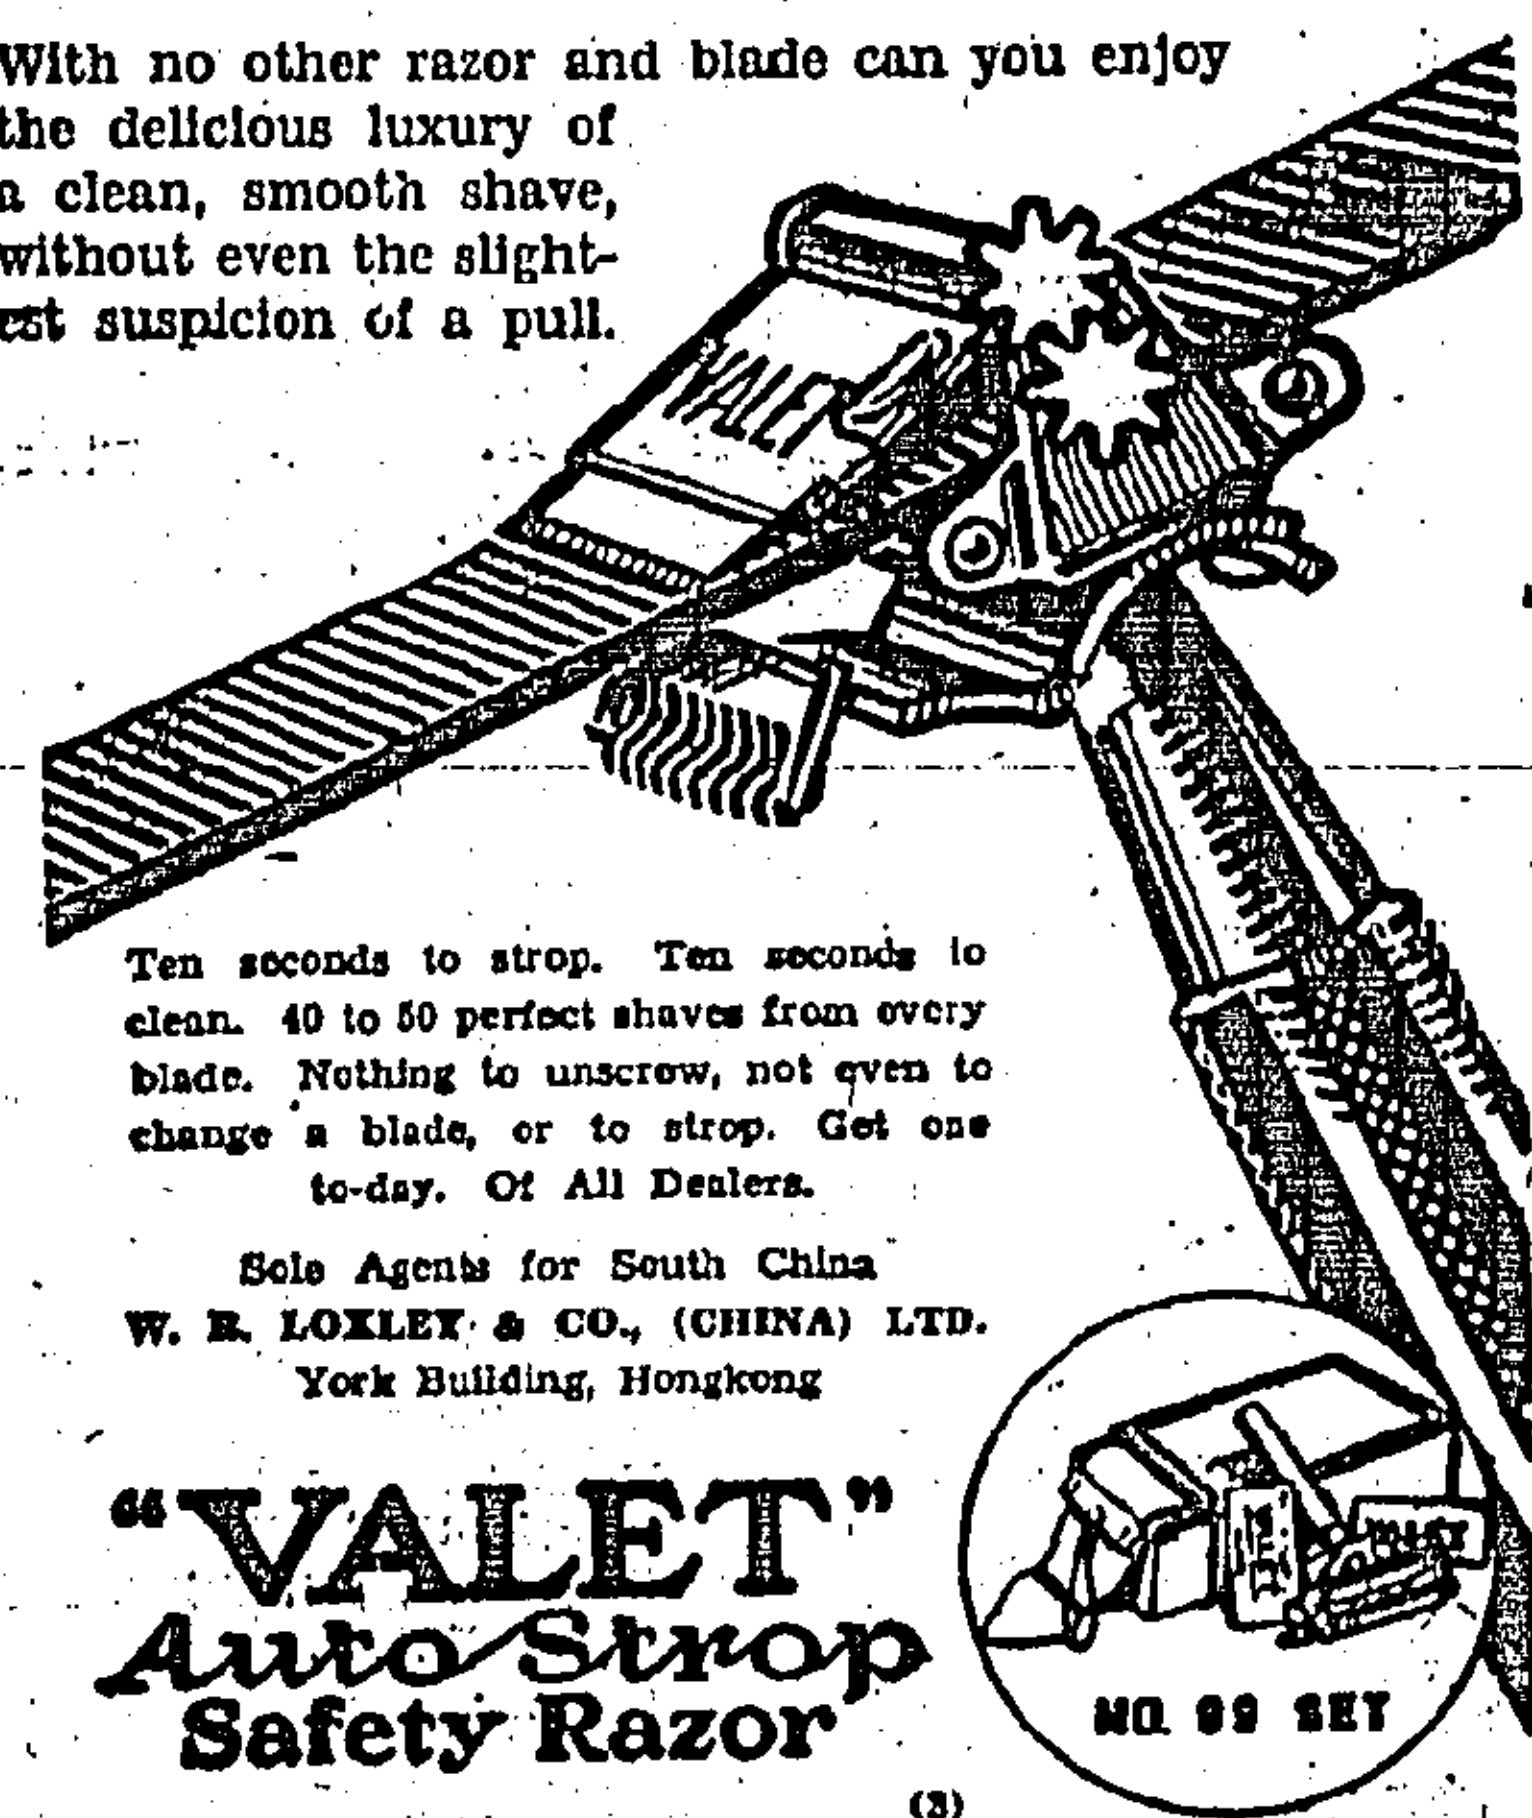 With no other razor and blade can you enjoy
the delicious luxury of
a clean, smooth shave,
without even the slight-
est suspicion of a pull.
VALET
Ten seconds to strop. Ten seconds to
clean. 40 to 50 perfect shaves from every
blade. Nothing to unscrew, not even to
change a blade, or to strop. Get one
to-day. Of All Dealers.
Sole Agents for South China
W. R. LOXLEY & CO., (CHINA) LTD.
York Building, Hongkong
"VALET"
Auto Strop
Safety Razor
NO. 99 SET
(3)